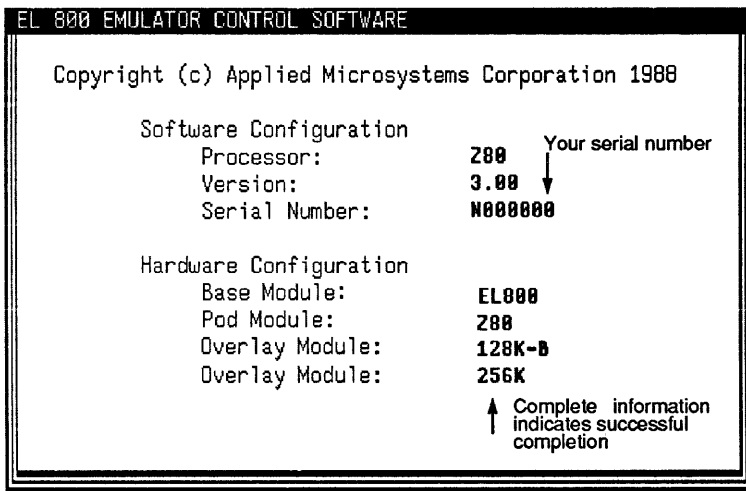 EL 800 EMULATOR CONTROL SOFTWARE
Copyright (c) Applied Microsystems Corporation 1988
Software Configuration
Your serial number
Processor: Z80
Version: 3.00
Serial Number: N000000
Hardware Configuration
Base Module: EL800
Pod Module: Z80
Overlay Module: 128K-B
Overlay Module: 256K
Complete information
indicates successful
completion